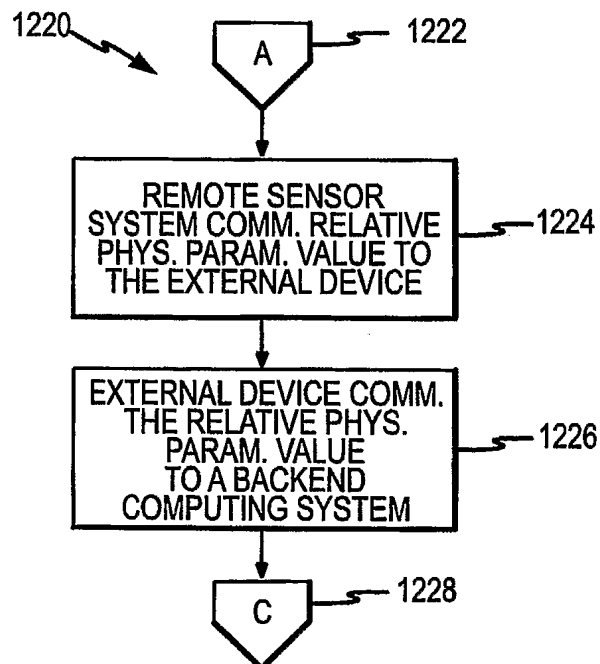 1220
A
1222
REMOTE SENSOR
SYSTEM COMM. RELATIVE
PHYS. PARAM. VALUE TO
THE EXTERNAL DEVICE
1224
EXTERNAL DEVICE COMM.
THE RELATIVE PHYS.
PARAM. VALUE
TO A BACKEND
COMPUTING SYSTEM
1226
C
1228